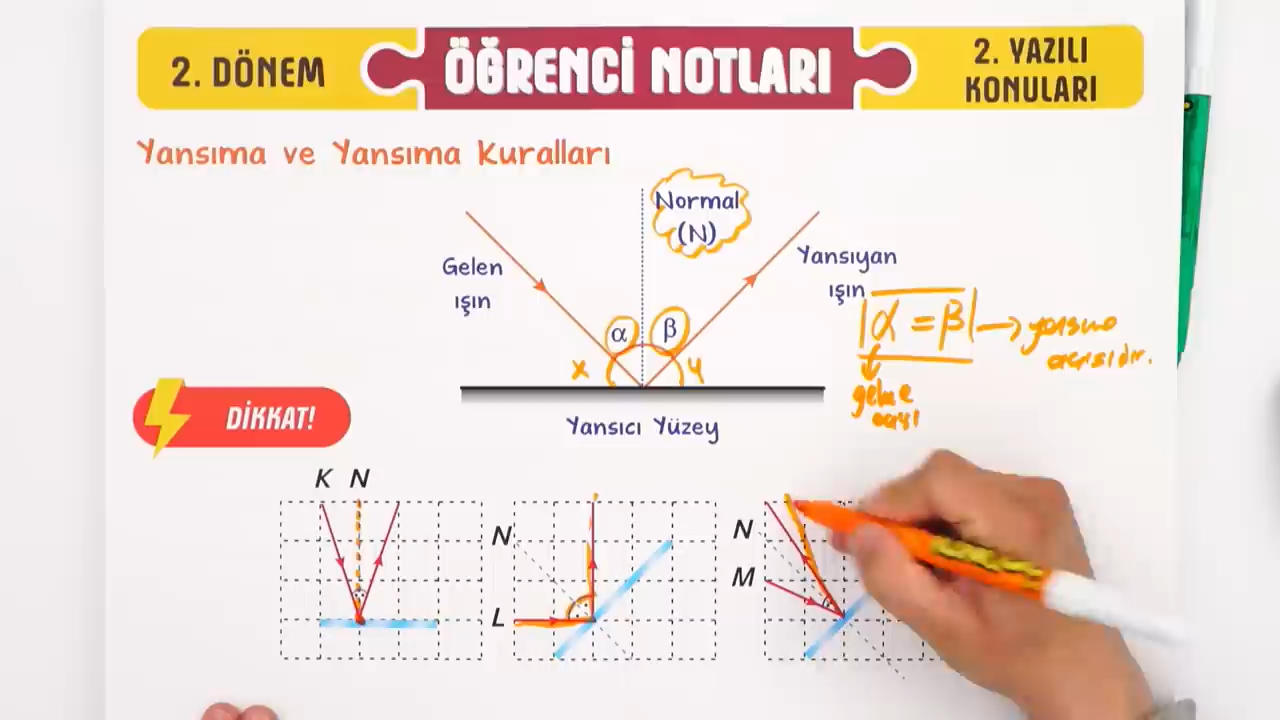 2. DÖNEM
ÖĞRENCİ NOTLARI
2. YAZILI
KONULARI
Yansıma ve Yansıma Kuralları
Normal
(N)
Gelen
ışın
Yansıyan
ışın
α
β
x
y
α = β → yansıma
açısıdır.
gelme
açısı
Yansıtıcı Yüzey
DİKKAT!
K N
N
L
N
M